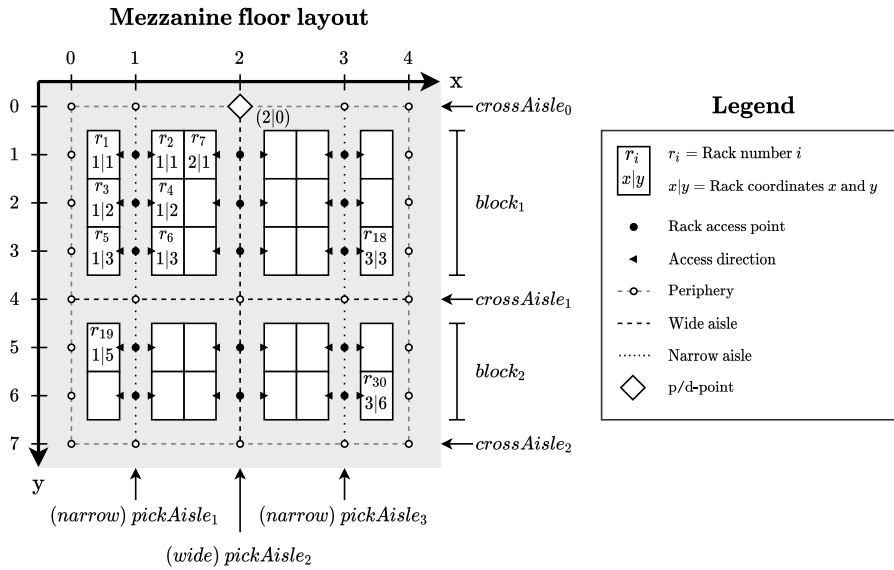 Mezzanine floor layout
0 1 2 3 4
x
0
(2|0)
crossAisle₀
r₁ r₂ r₇
1 1|1 1|1 2|1
r₃ r₄
2 1|2 1|2
block₁
r₅ r₆ r₁₈
3 1|3 1|3 3|3
4
crossAisle₁
r₁₉
5 1|5
block₂
r₃₀
6 3|6
7
crossAisle₂
y
(narrow) pickAisle₁
(narrow) pickAisle₃
(wide) pickAisle₂
Legend
rᵢ
x|y
rᵢ = Rack number i
x|y = Rack coordinates x and y
Rack access point
Access direction
Periphery
Wide aisle
Narrow aisle
p/d-point